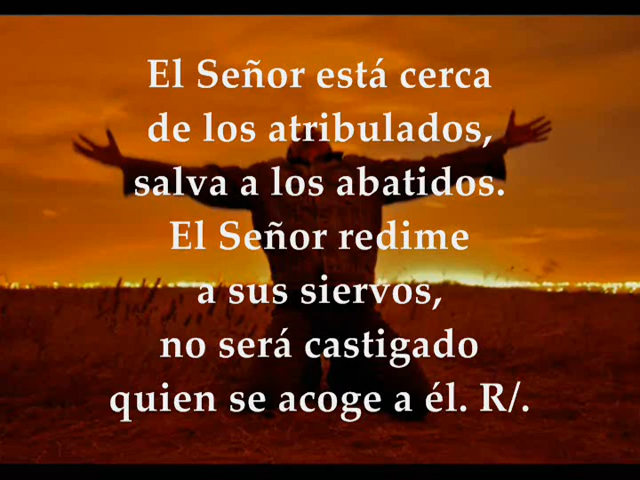 El Señor está cerca
de los atribulados,
salva a los abatidos.
El Señor redime
a sus siervos,
no será castigado
quien se acoge a él. R/.